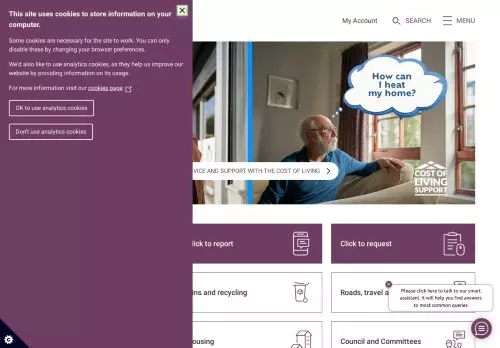 This site uses cookies to store information on your
computer.
Some cookies are necessary for the site to work. You can only
disable these by changing your browser preferences.
We'd also like to use analytics cookies, as they help us improve our
website by providing information on its usage.
For more information visit our cookies page
OK to use analytics cookies
Don't use analytics cookies
My Account
SEARCH
MENU
How can
I heat
my home?
VICE AND SUPPORT WITH THE COST OF LIVING
COST OF
LIVING
SUPPORT
lick to report
Click to request
ins and recycling
Roads, travel a
Please click here to talk to our smart
assistant. It will help you find answers
to most common queries
ousing
Council and Committees